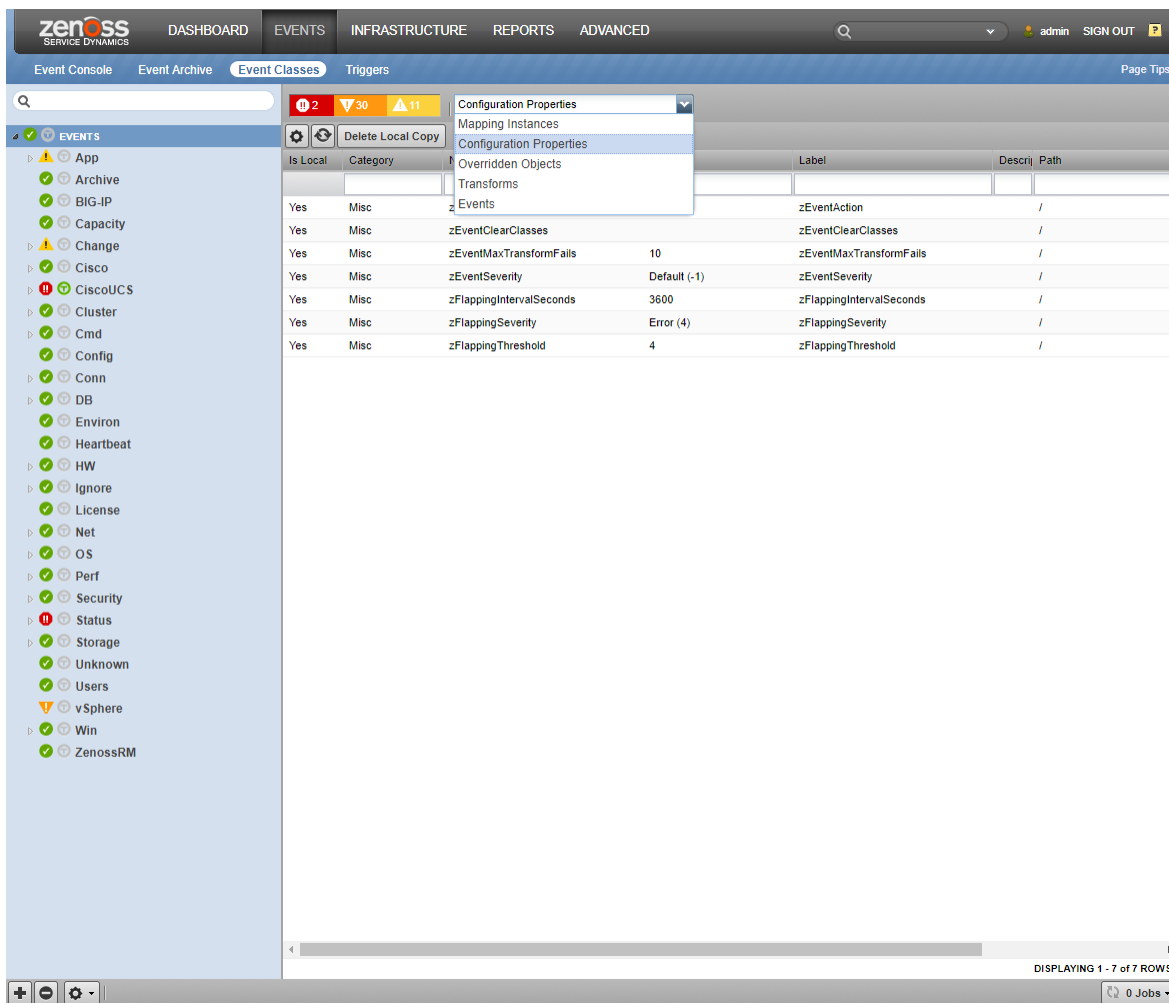 zenoss
SERVICE DYNAMICS
DASHBOARD EVENTS INFRASTRUCTURE REPORTS ADVANCED
admin SIGN OUT ?
Event Console Event Archive Event Classes Triggers Page Tips
2 30 11 Configuration Properties
Mapping Instances
Configuration Properties
Overridden Objects
Transforms
Events
Delete Local Copy
EVENTS
App
Archive
BIG-IP
Capacity
Change
Cisco
CiscoUCS
Cluster
Cmd
Config
Conn
DB
Environ
Heartbeat
HW
Ignore
License
Net
OS
Perf
Security
Status
Storage
Unknown
Users
vSphere
Win
ZenossRM
Is Local Category Label Descrip Path
Yes Misc zEventAction /
Yes Misc zEventClearClasses zEventClearClasses /
Yes Misc zEventMaxTransformFails 10 zEventMaxTransformFails /
Yes Misc zEventSeverity Default (-1) zEventSeverity /
Yes Misc zFlappingIntervalSeconds 3600 zFlappingIntervalSeconds /
Yes Misc zFlappingSeverity Error (4) zFlappingSeverity /
Yes Misc zFlappingThreshold 4 zFlappingThreshold /
DISPLAYING 1 - 7 of 7 ROWS
0 Jobs